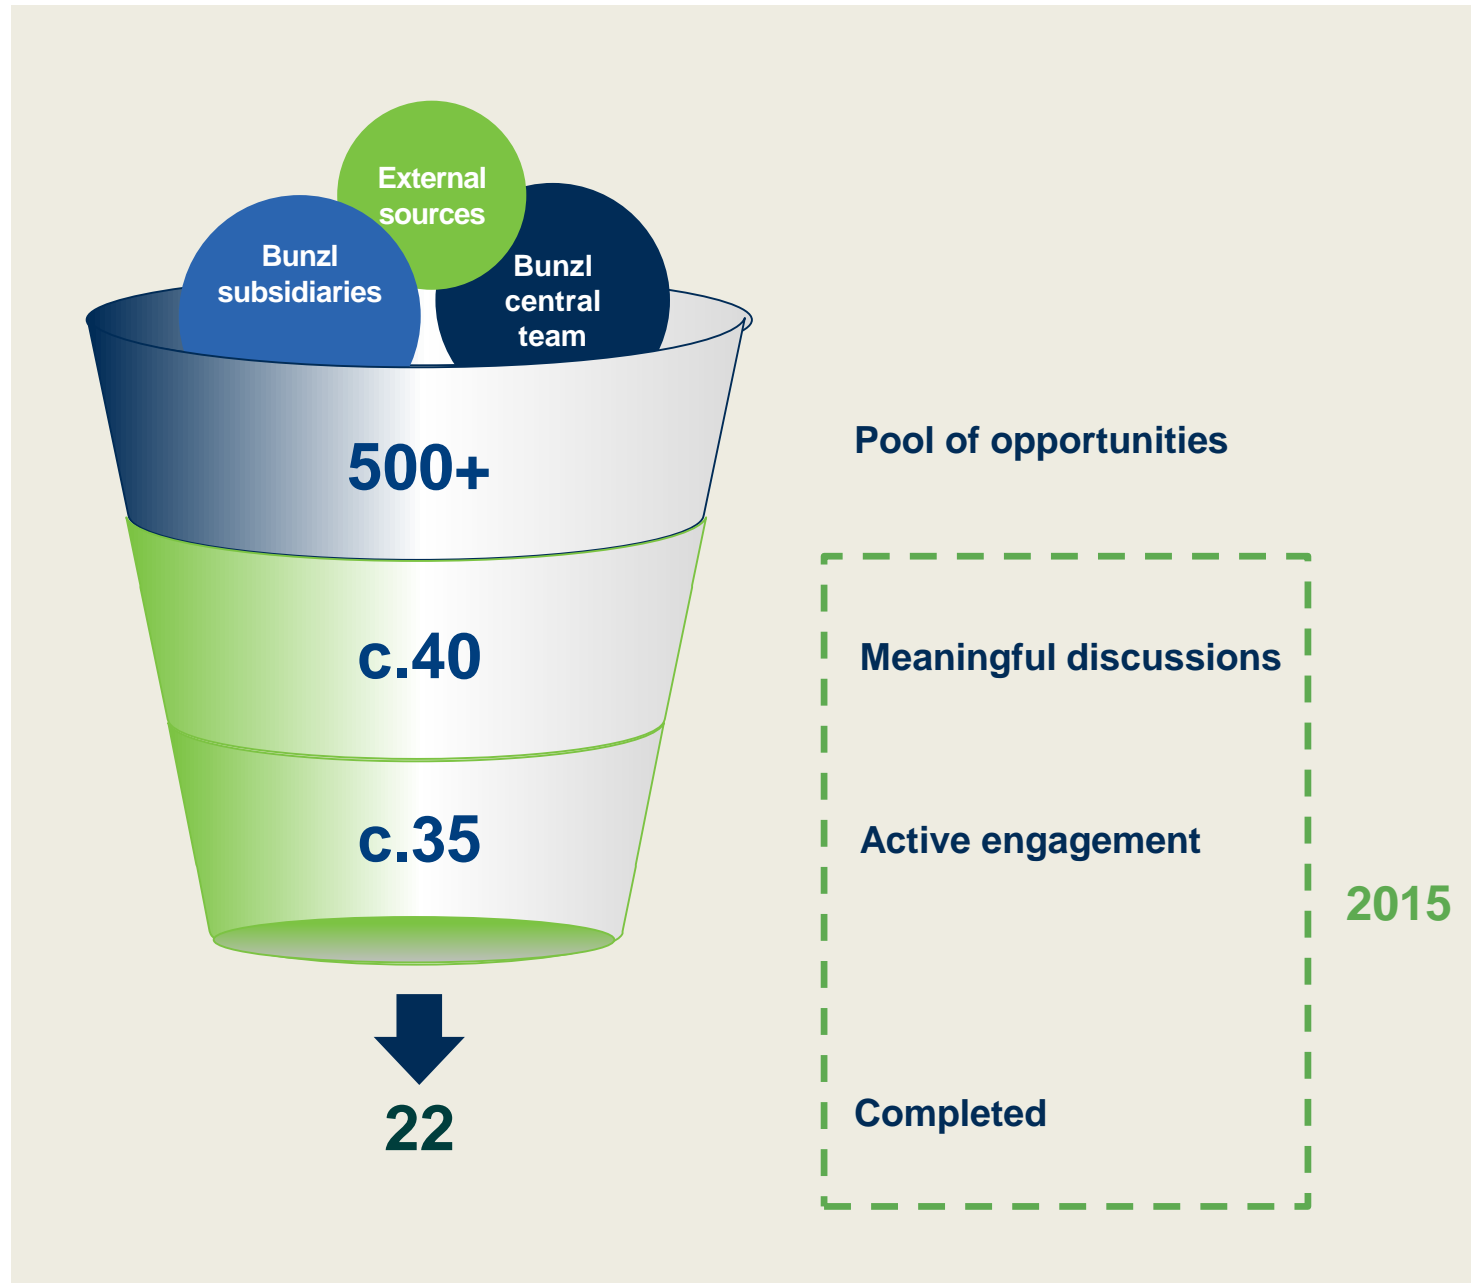 External
sources
Bunzl
subsidiaries
Bunzl
central
team
500+
Pool of opportunities
c.40
Meaningful discussions
c.35
Active engagement
2015
22
Completed